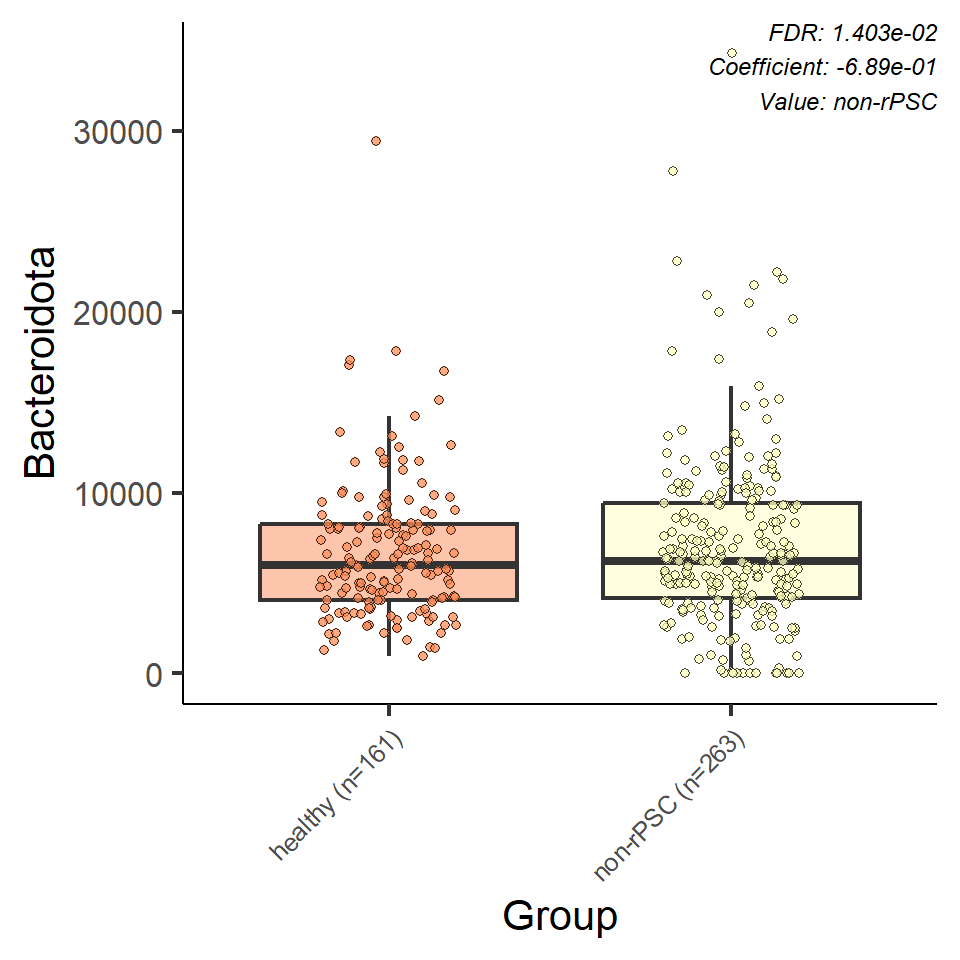 FDR: 1.403e-02
Coefficient: -6.89e-01
Value: non-rPSC
Bacteroidota
30000
20000
10000
0
healthy (n=161)
non-rPSC (n=263)
Group